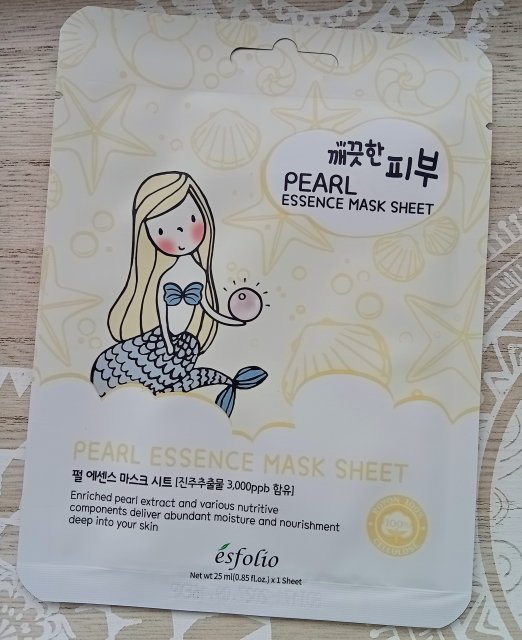 깨끗한 피부
PEARL
ESSENCE MASK SHEET
PEARL ESSENCE MASK SHEET
펄 에센스 마스크 시트 [진주추출물 3,000ppb 함유]
Enriched pearl extract and various nutritive
components deliver abundant moisture and nourishment
deep into your skin
100%
CELLULOSE
esfolio
Net wt 25 ml(0.85 fl.oz.) x 1 Sheet